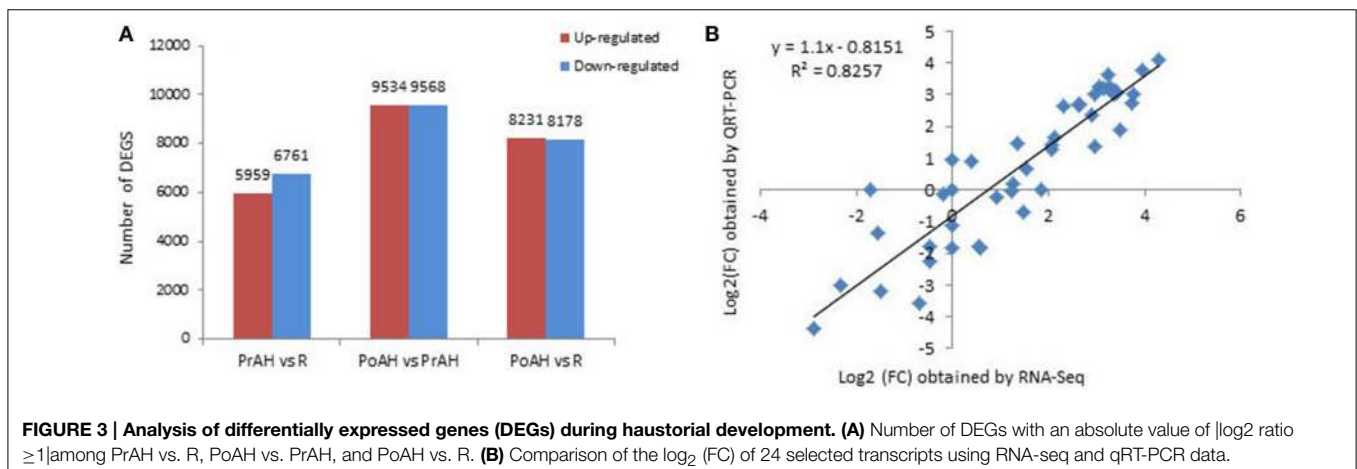 A
12000
10000
8000
6000
4000
2000
0
Number of DEGS
Up-regulated
Down-regulated
5959
6761
9534 9568
8231 8178
PrAH vs R
PoAH vs PrAH
PoAH vs R
B
y = 1.1x - 0.8151
R² = 0.8257
5
4
3
2
1
0
-1
-2
-3
-4
-5
-4
-2
0
2
4
6
Log2(FC) obtained by QRT-PCR
Log2 (FC) obtained by RNA-Seq
FIGURE 3 | Analysis of differentially expressed genes (DEGs) during haustorial development. (A) Number of DEGs with an absolute value of |log2 ratio
≥1|among PrAH vs. R, PoAH vs. PrAH, and PoAH vs. R. (B) Comparison of the log₂ (FC) of 24 selected transcripts using RNA-seq and qRT-PCR data.